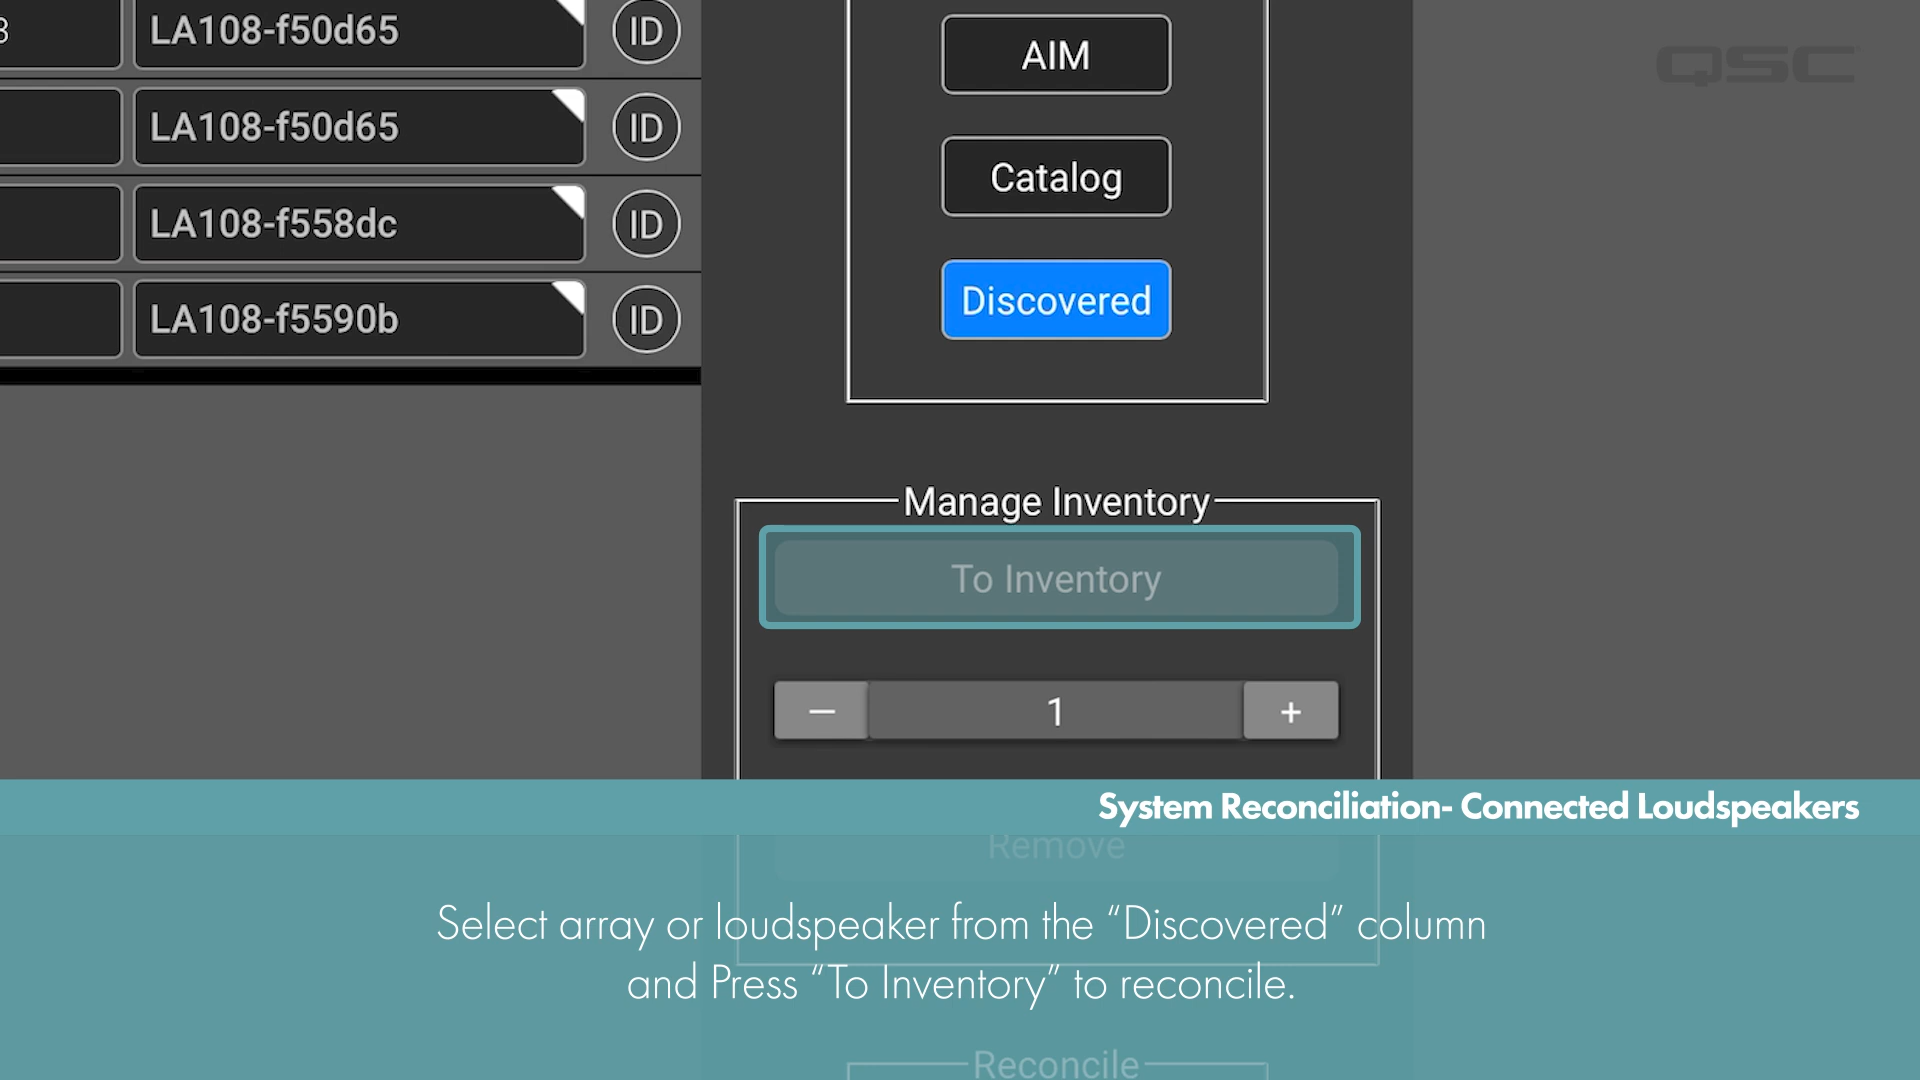 LA108-f50d65
ID
LA108-f50d65
ID
LA108-f558dc
ID
LA108-f5590b
ID
AIM
Catalog
Discovered
QSC
Manage Inventory
To Inventory
— 1 +
System Reconciliation- Connected Loudspeakers
Remove
Select array or loudspeaker from the “Discovered” column
and Press “To Inventory” to reconcile.
Reconcile